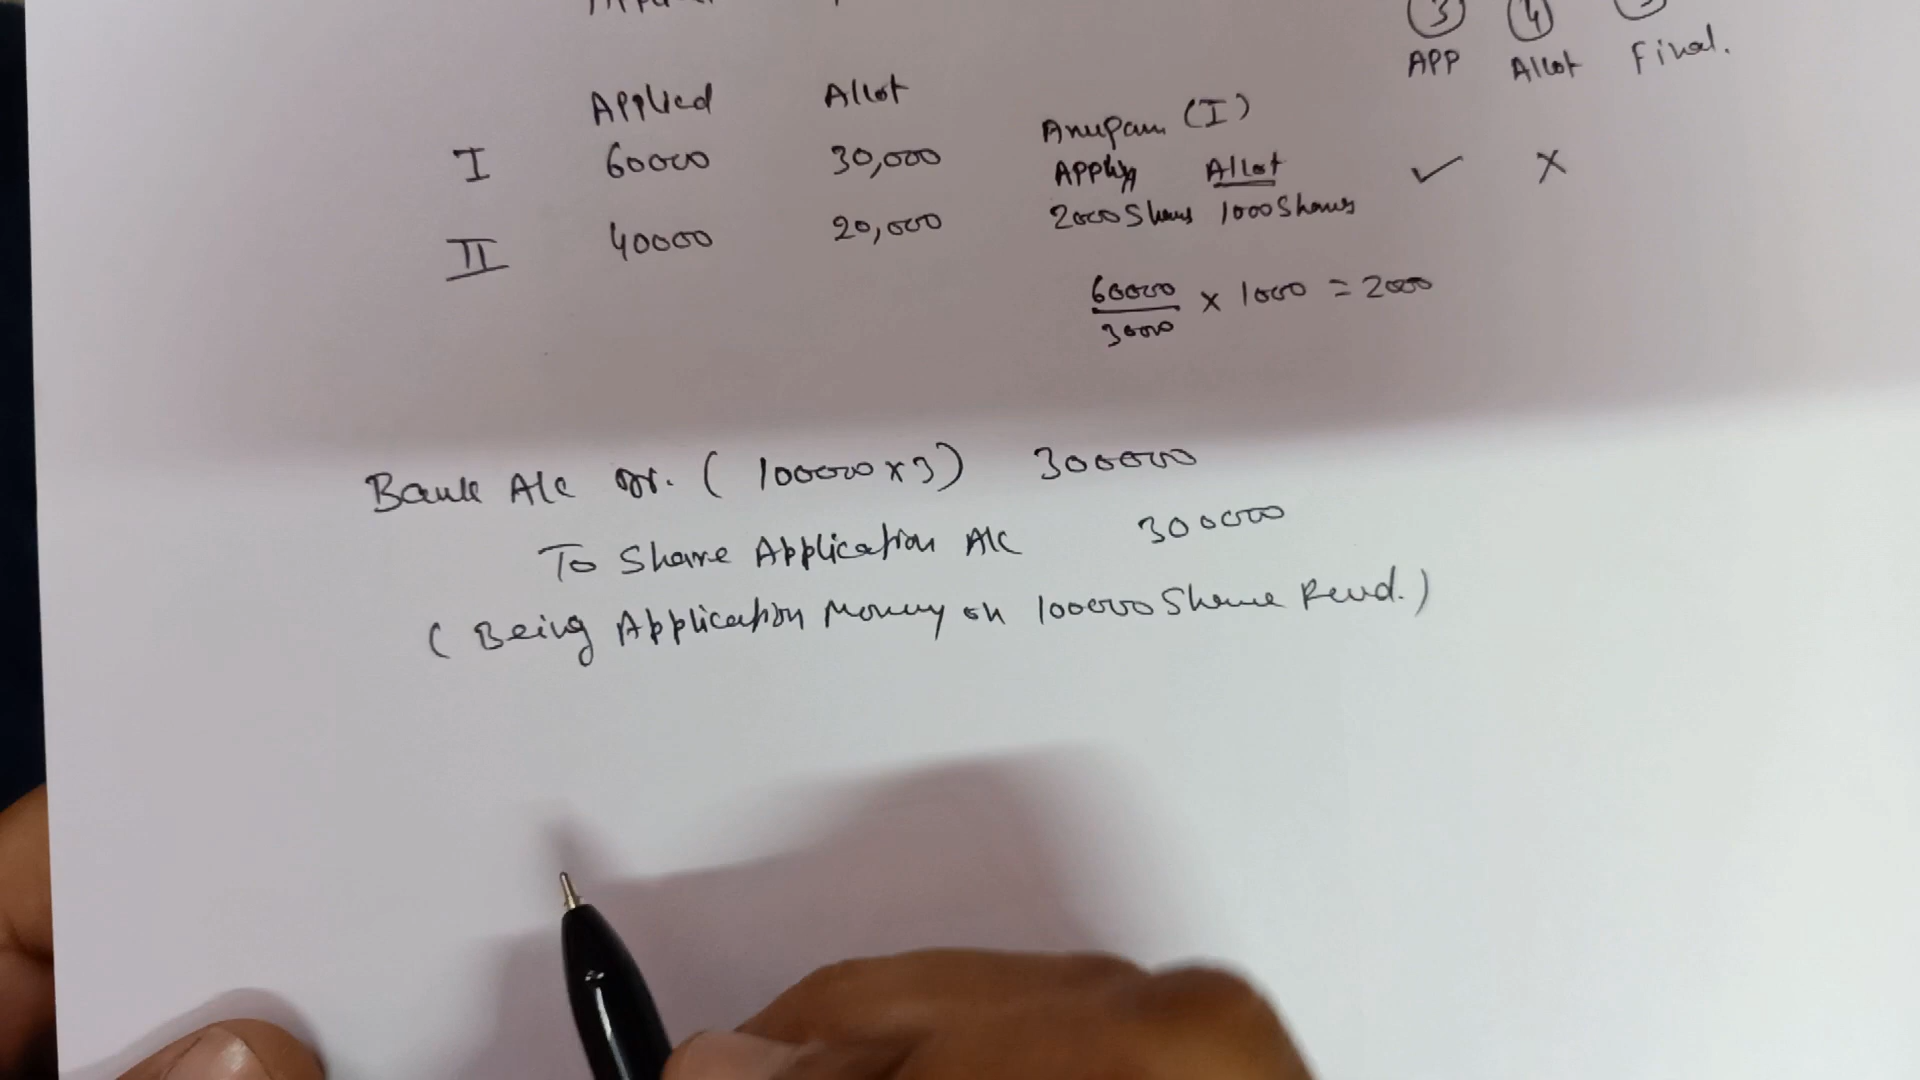 3 4
APP Allot Final.
Applied Allot
Anupam (I)
I 60000 30,000
Apply Allot
2000 Shares 1000 Shares
II 40000 20,000
60000 × 1000 = 2000
3000
Bank A/c Dr. ( 100000 × 3 ) 300000
To Share Application A/c 300000
( Being Application Money on 100000 Share Recvd. )